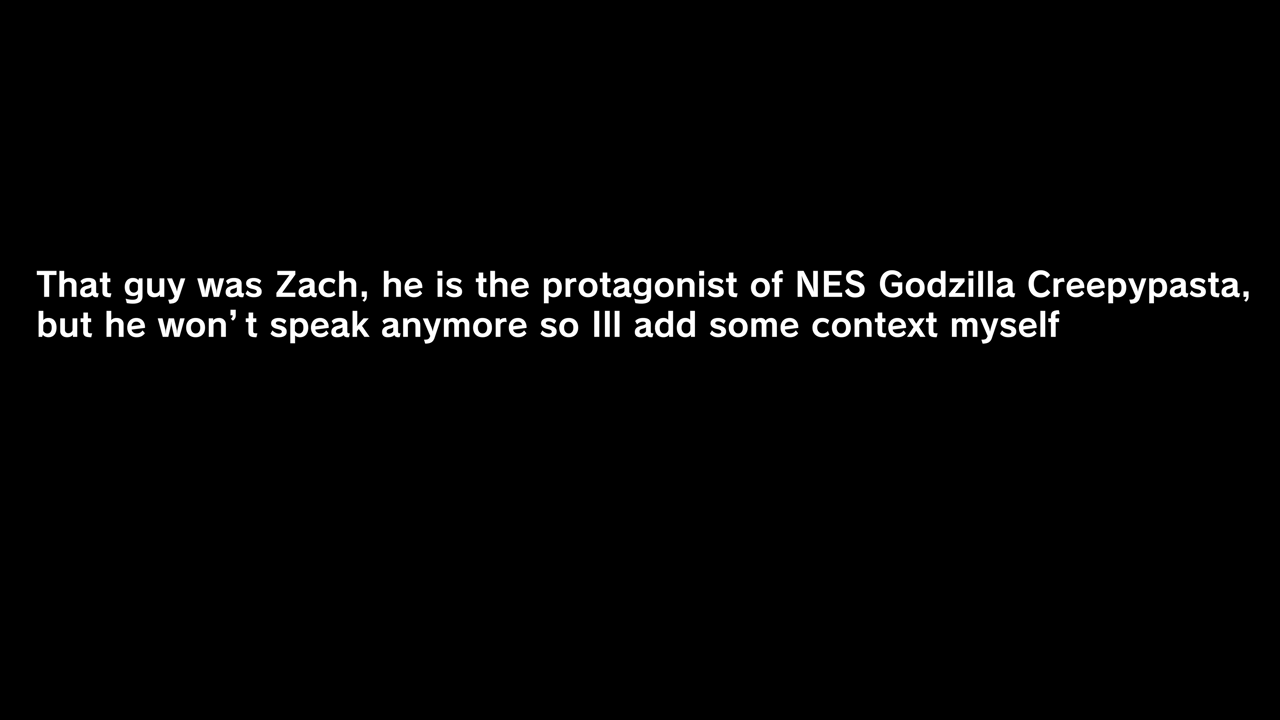 That guy was Zach, he is the protagonist of NES Godzilla Creepypasta,
but he won’t speak anymore so Ill add some context myself